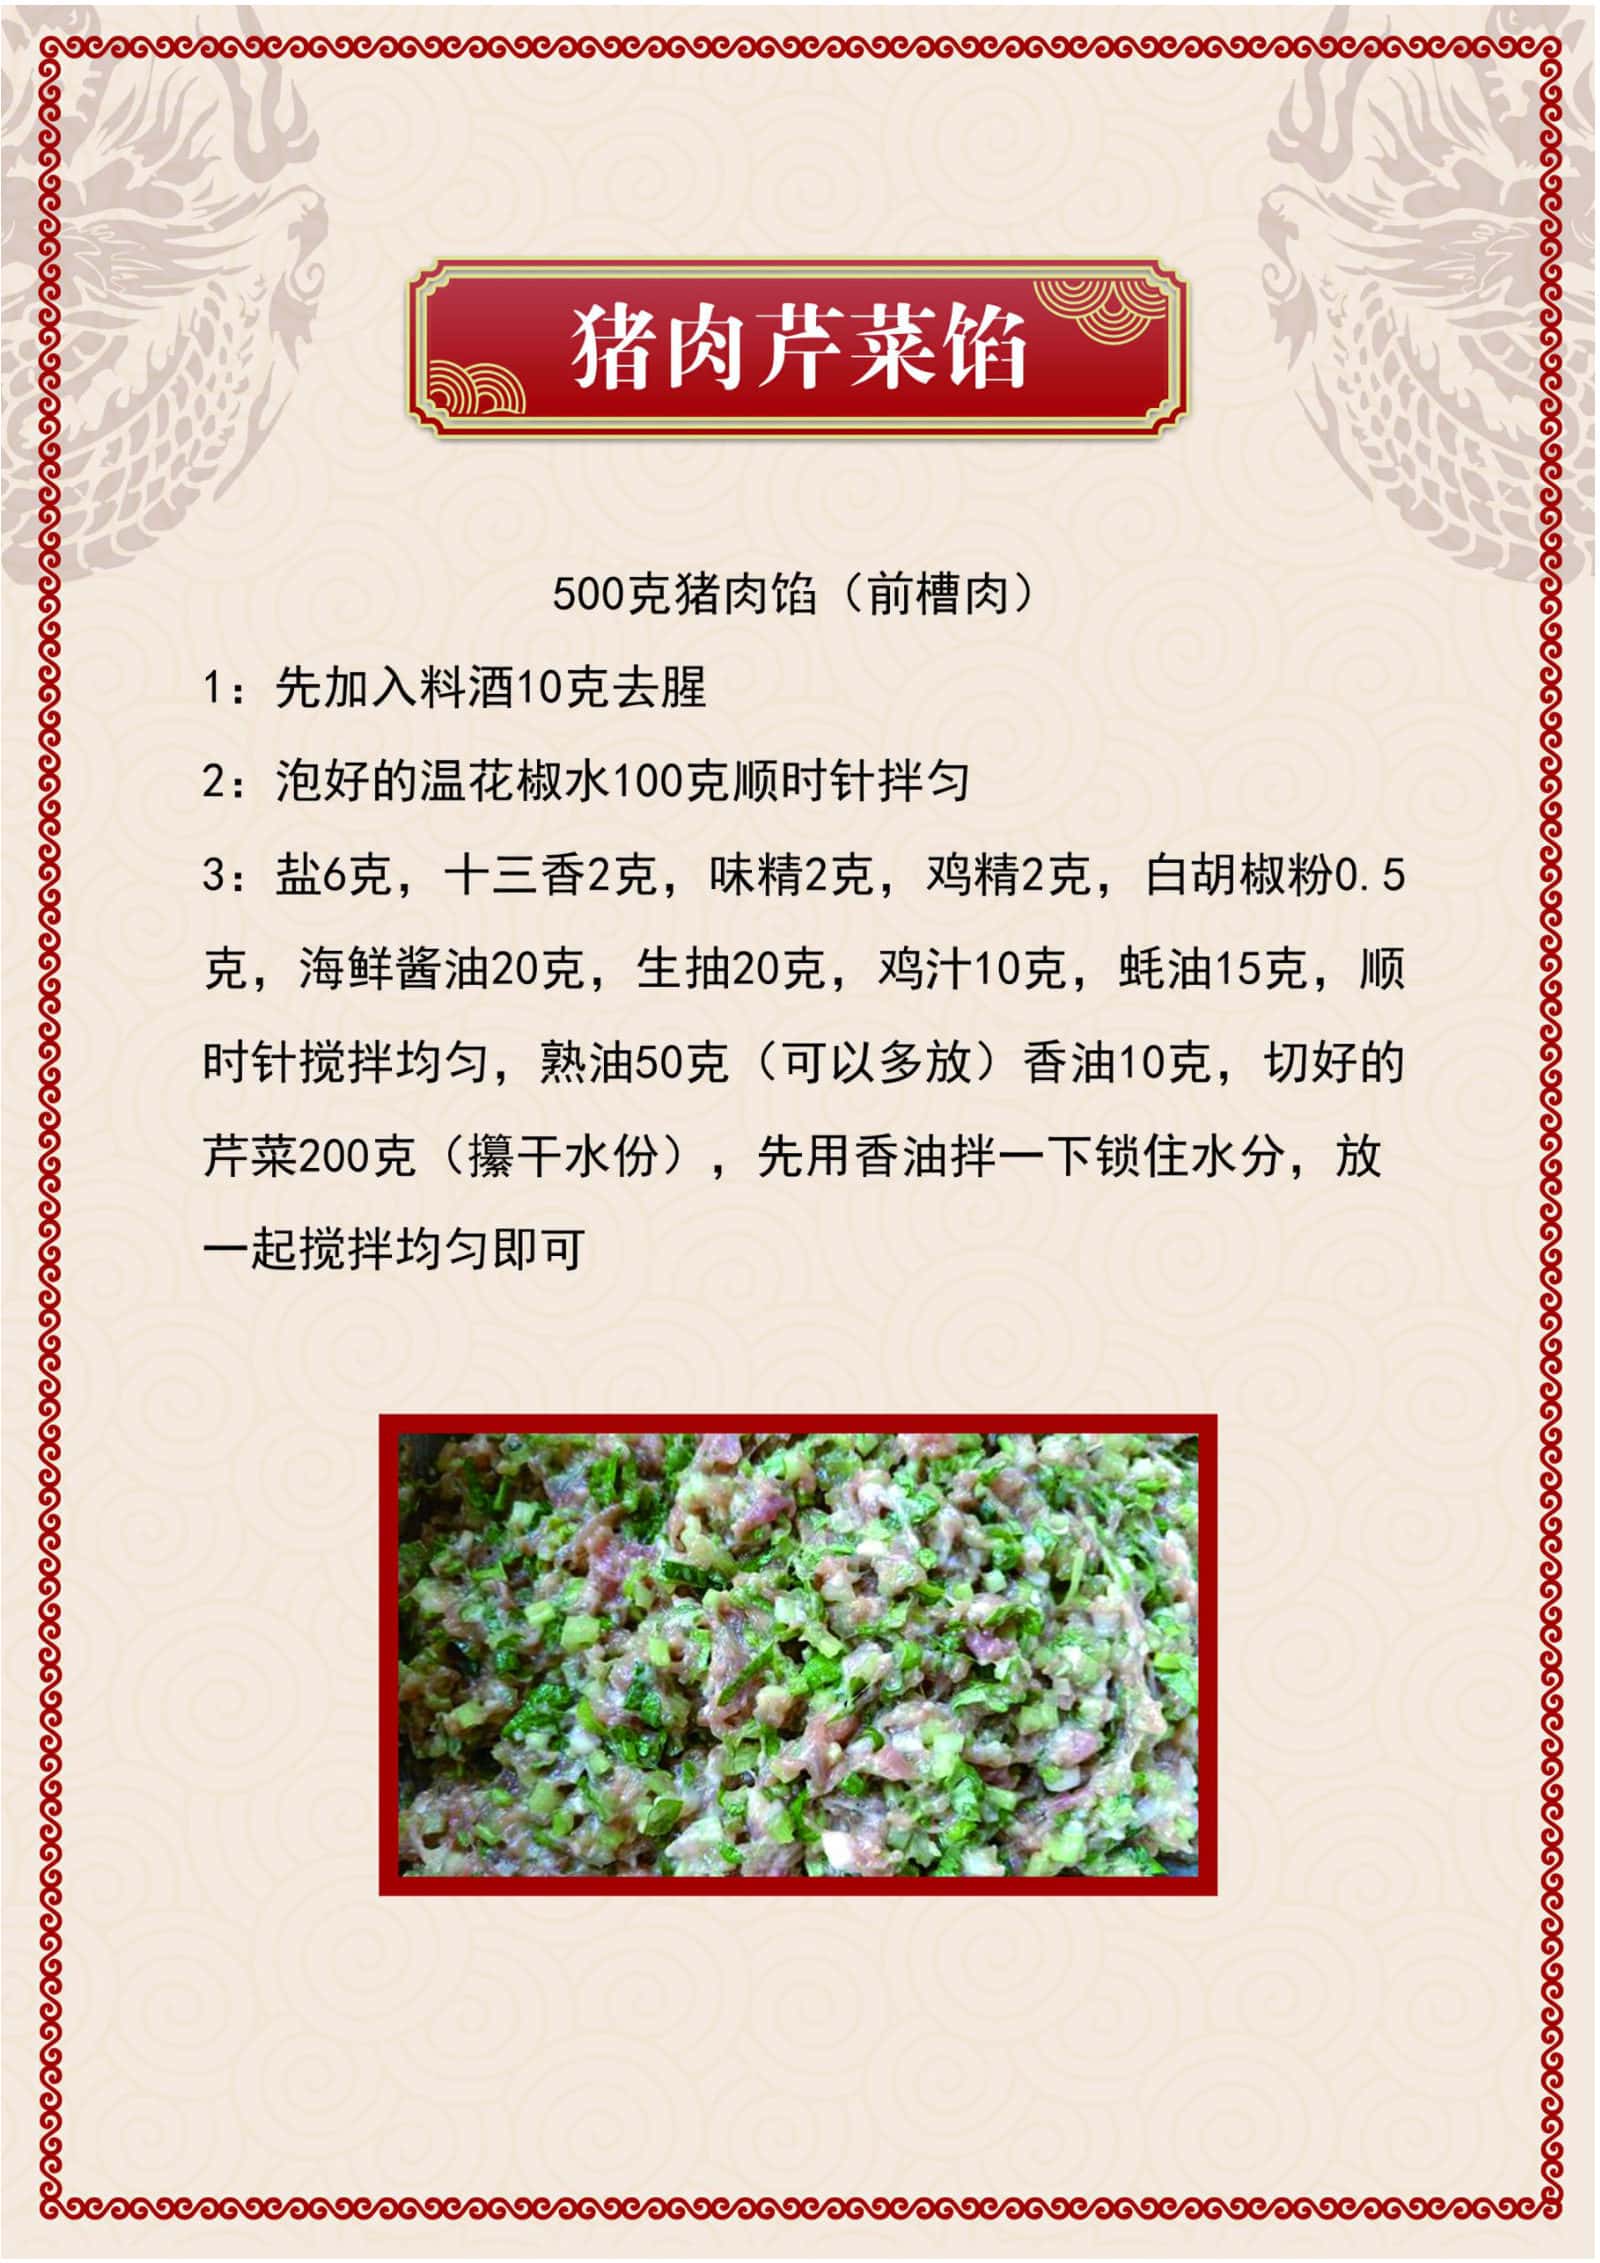 猪肉芹菜馅
500克猪肉馅（前槽肉）
1：先加入料酒10克去腥
2：泡好的温花椒水100克顺时针拌匀
3：盐6克，十三香2克，味精2克，鸡精2克，白胡椒粉0.5
克，海鲜酱油20克，生抽20克，鸡汁10克，蚝油15克，顺
时针搅拌均匀，熟油50克（可以多放）香油10克，切好的
芹菜200克（攥干水份），先用香油拌一下锁住水分，放
一起搅拌均匀即可